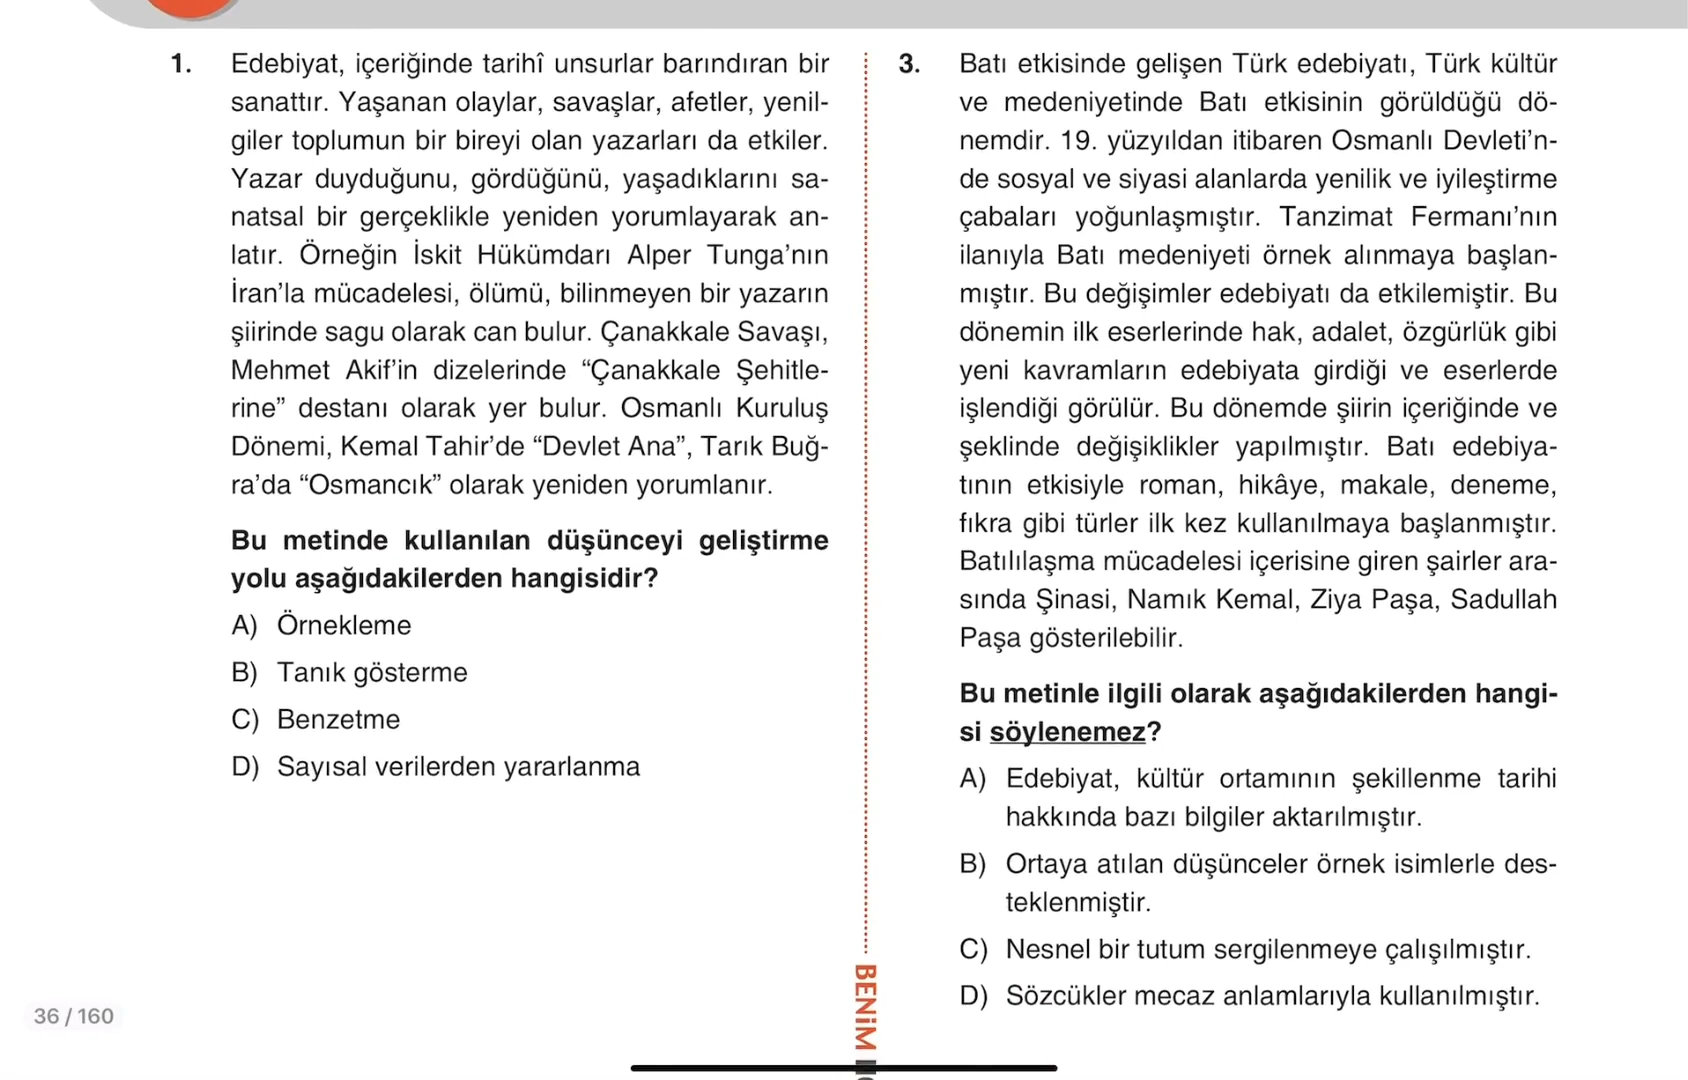 1. Edebiyat, içeriğinde tarihî unsurlar barındıran bir
sanattır. Yaşanan olaylar, savaşlar, afetler, yenil-
giler toplumun bir bireyi olan yazarları da etkiler.
Yazar duyduğunu, gördüğünü, yaşadıklarını sa-
natsal bir gerçeklikle yeniden yorumlayarak an-
latır. Örneğin İskit Hükümdarı Alper Tunga’nın
İran’la mücadelesi, ölümü, bilinmeyen bir yazarın
şiirinde sagu olarak can bulur. Çanakkale Savaşı,
Mehmet Akif’in dizelerinde “Çanakkale Şehitle-
rine” destanı olarak yer bulur. Osmanlı Kuruluş
Dönemi, Kemal Tahir’de “Devlet Ana”, Tarık Buğ-
ra’da “Osmancık” olarak yeniden yorumlanır.
Bu metinde kullanılan düşünceyi geliştirme
yolu aşağıdakilerden hangisidir?
A) Örnekleme
B) Tanık gösterme
C) Benzetme
D) Sayısal verilerden yararlanma
3. Batı etkisinde gelişen Türk edebiyatı, Türk kültür
ve medeniyetinde Batı etkisinin görüldüğü dö-
nemdir. 19. yüzyıldan itibaren Osmanlı Devleti’n-
de sosyal ve siyasi alanlarda yenilik ve iyileştirme
çabaları yoğunlaşmıştır. Tanzimat Fermanı’nın
ilanıyla Batı medeniyeti örnek alınmaya başlan-
mıştır. Bu değişimler edebiyatı da etkilemiştir. Bu
dönemin ilk eserlerinde hak, adalet, özgürlük gibi
yeni kavramların edebiyata girdiği ve eserlerde
işlendiği görülür. Bu dönemde şiirin içeriğinde ve
şeklinde değişiklikler yapılmıştır. Batı edebiya-
tının etkisiyle roman, hikâye, makale, deneme,
fıkra gibi türler ilk kez kullanılmaya başlanmıştır.
Batılılaşma mücadelesi içerisine giren şairler ara-
sında Şinasi, Namık Kemal, Ziya Paşa, Sadullah
Paşa gösterilebilir.
Bu metinle ilgili olarak aşağıdakilerden hangi-
si söylenemez?
A) Edebiyat, kültür ortamının şekillenme tarihi
hakkında bazı bilgiler aktarılmıştır.
B) Ortaya atılan düşünceler örnek isimlerle des-
teklenmiştir.
C) Nesnel bir tutum sergilenmeye çalışılmıştır.
D) Sözcükler mecaz anlamlarıyla kullanılmıştır.
BENİM
36 / 160